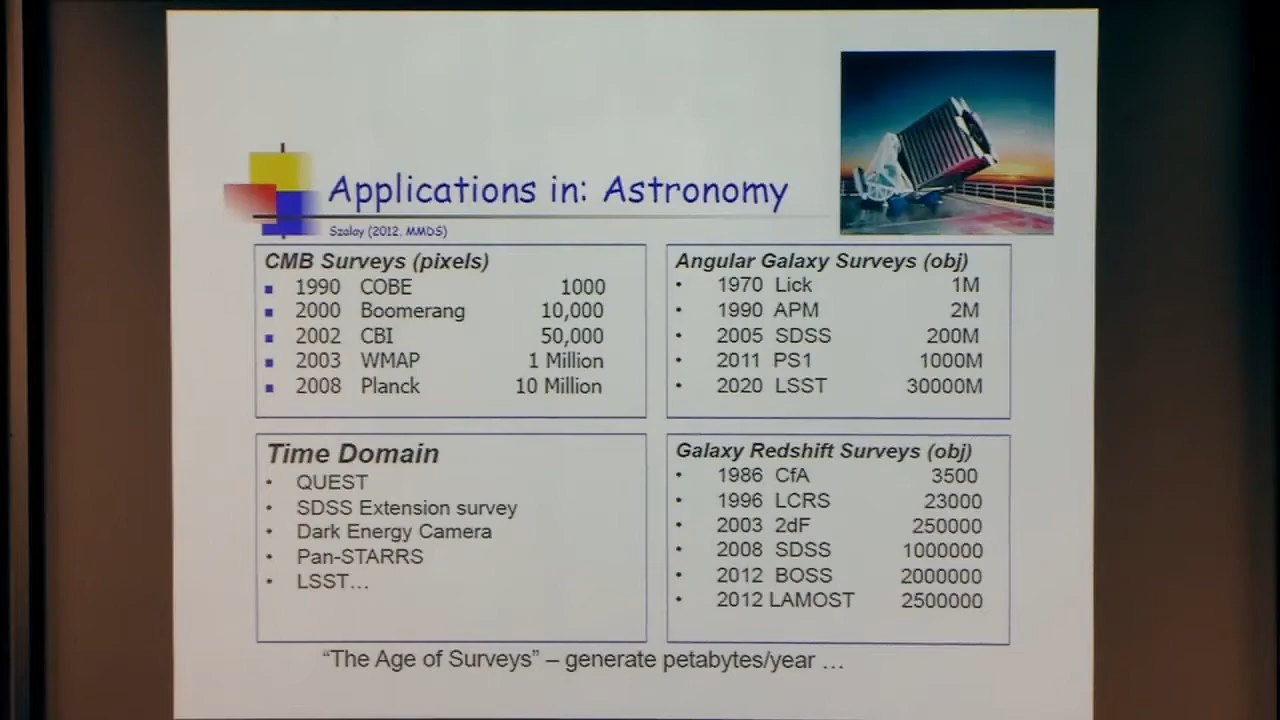 Applications in: Astronomy
Szalay (2012, MMDS)
CMB Surveys (pixels)
1990 COBE 1000
2000 Boomerang 10,000
2002 CBI 50,000
2003 WMAP 1 Million
2008 Planck 10 Million
Angular Galaxy Surveys (obj)
1970 Lick 1M
1990 APM 2M
2005 SDSS 200M
2011 PS1 1000M
2020 LSST 30000M
Time Domain
QUEST
SDSS Extension survey
Dark Energy Camera
Pan-STARRS
LSST…
Galaxy Redshift Surveys (obj)
1986 CfA 3500
1996 LCRS 23000
2003 2dF 250000
2008 SDSS 1000000
2012 BOSS 2000000
2012 LAMOST 2500000
“The Age of Surveys” – generate petabytes/year …